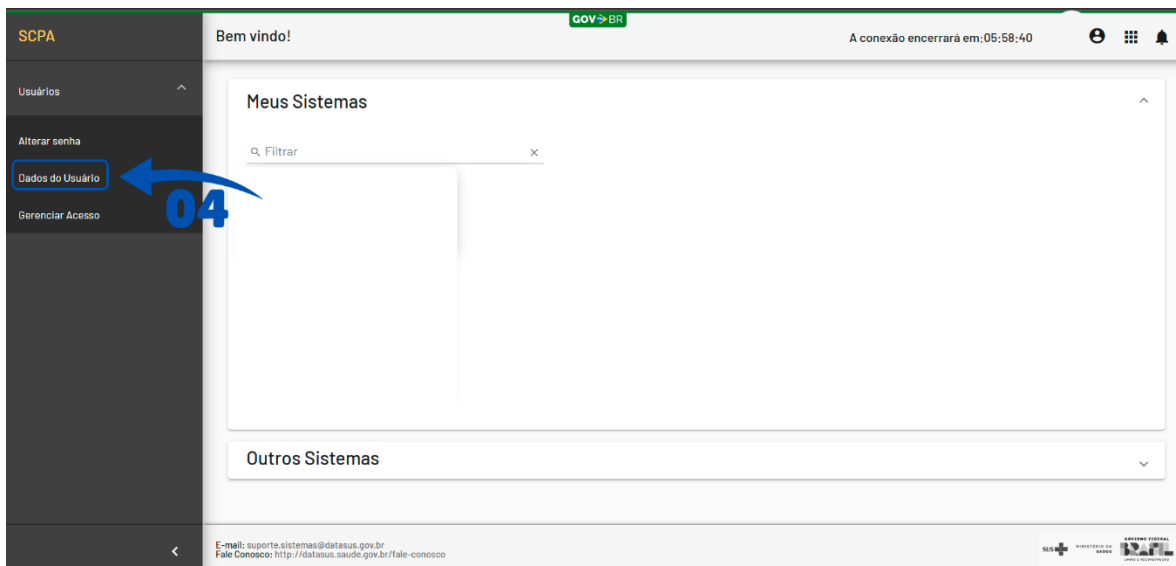 GOV BR
SCPA
Bem vindo!
A conexão encerrará em:05:58:40
Usuários
Meus Sistemas
Alterar senha
Filtrar
Dados do Usuário
04
Gerenciar Acesso
Outros Sistemas
E-mail: suporte.sistemas@datasus.gov.br
Fale Conosco: http://datasus.saude.gov.br/fale-conosco
SUS
MINISTÉRIO DA
SAÚDE
GOVERNO FEDERAL
BRASIL
UNIÃO E RECONSTRUÇÃO